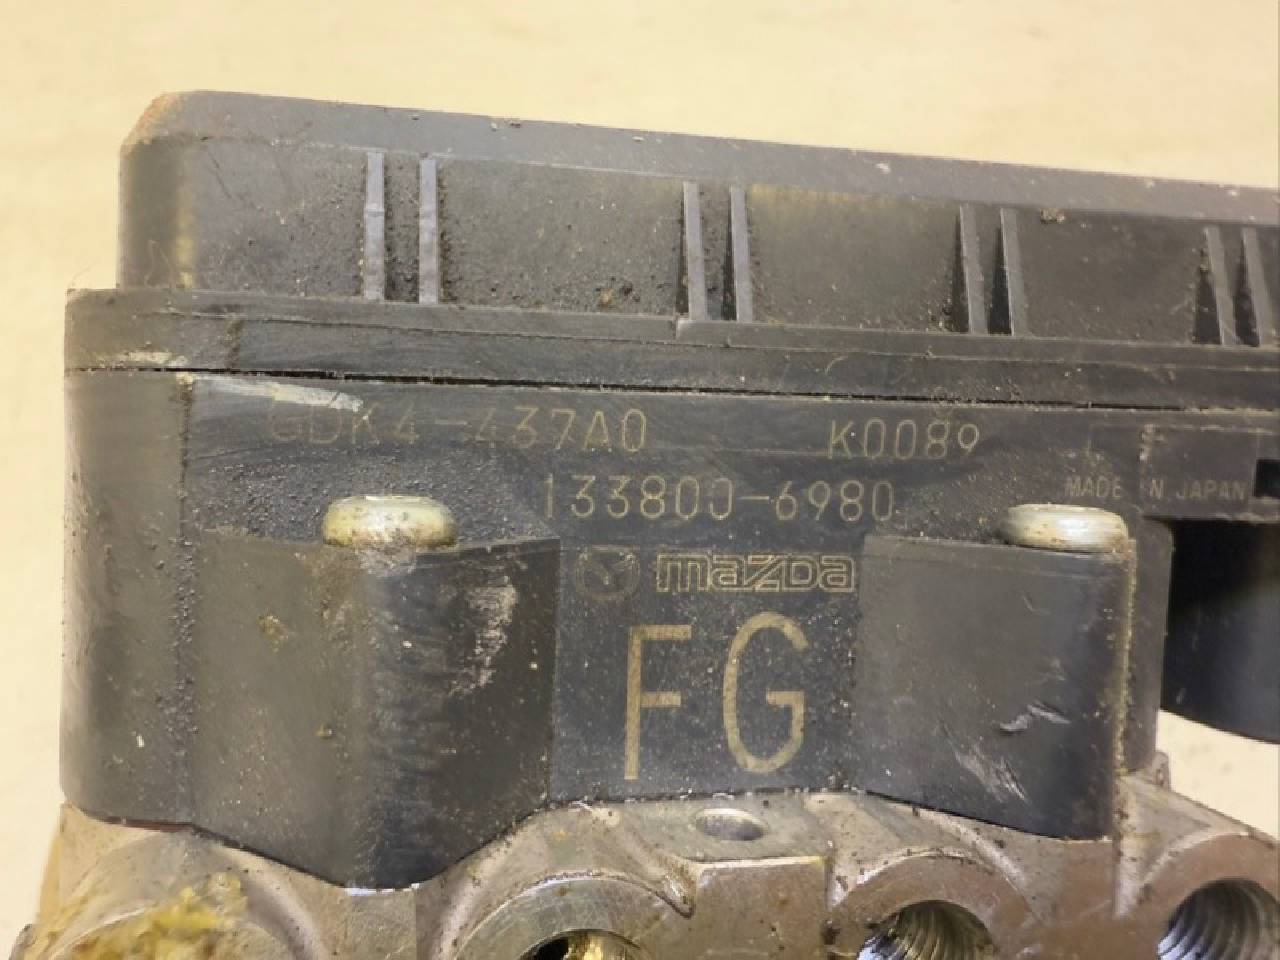 GDK4-437A0 K0089
133800-6980
MADE IN JAPAN
mazda
FG